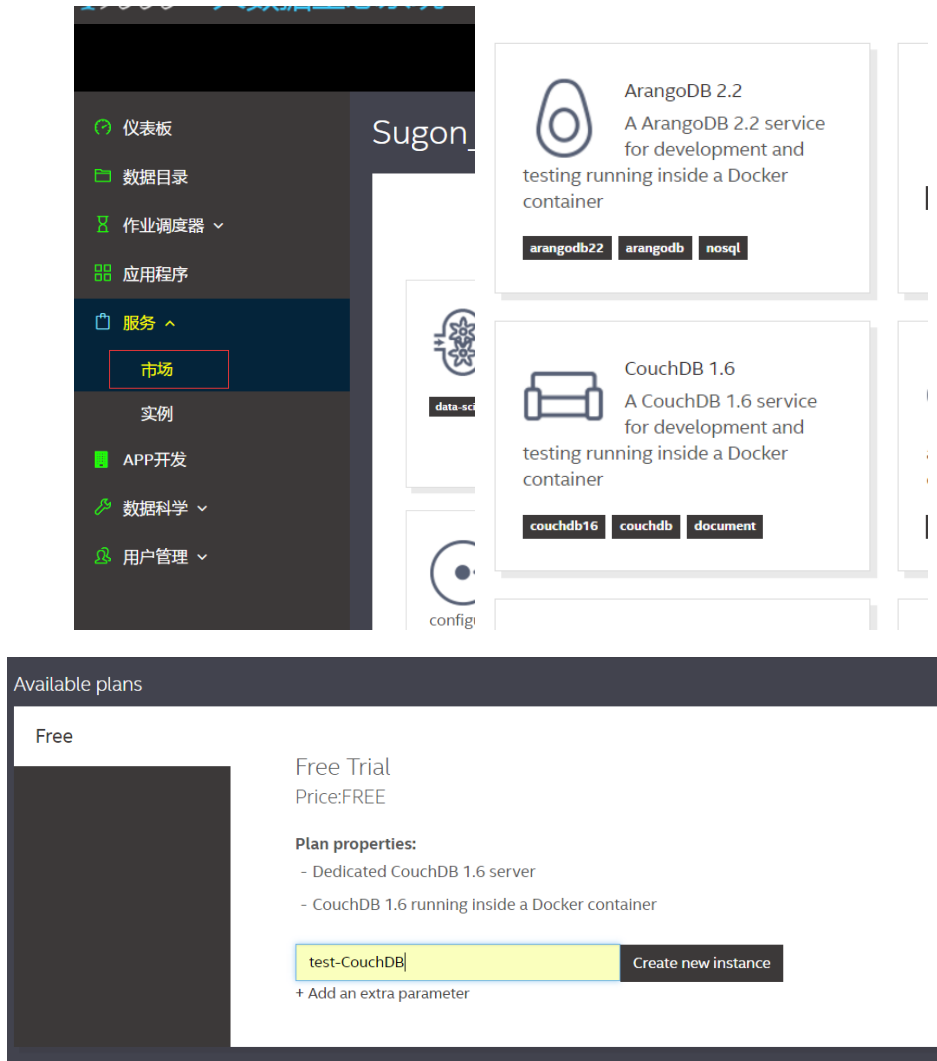 仪表板
数据目录
作业调度器
应用程序
服务
市场
实例
APP开发
数据科学
用户管理
Sugon_
data-sci
ArangoDB 2.2
A ArangoDB 2.2 service
for development and
testing running inside a Docker
container
arangodb22 arangodb nosql
CouchDB 1.6
A CouchDB 1.6 service
for development and
testing running inside a Docker
container
couchdb16 couchdb document
Available plans
Free
Free Trial
Price:FREE
Plan properties:
- Dedicated CouchDB 1.6 server
- CouchDB 1.6 running inside a Docker container
test-CouchDB
Create new instance
+ Add an extra parameter